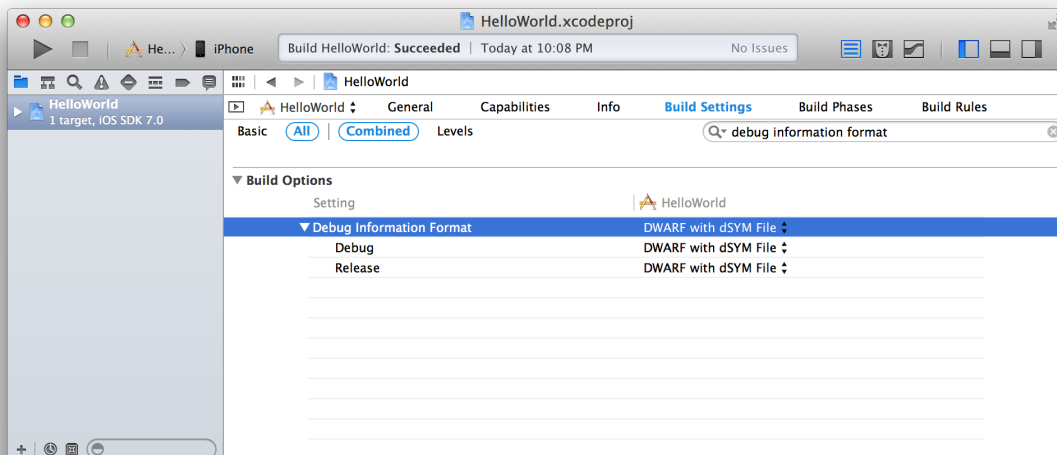 HelloWorld.xcodeproj
He... iPhone
Build HelloWorld: Succeeded | Today at 10:08 PM No Issues
HelloWorld
HelloWorld
1 target, iOS SDK 7.0
HelloWorld General Capabilities Info Build Settings Build Phases Build Rules
Basic All Combined Levels debug information format
Build Options
Setting HelloWorld
Debug Information Format DWARF with dSYM File
Debug DWARF with dSYM File
Release DWARF with dSYM File